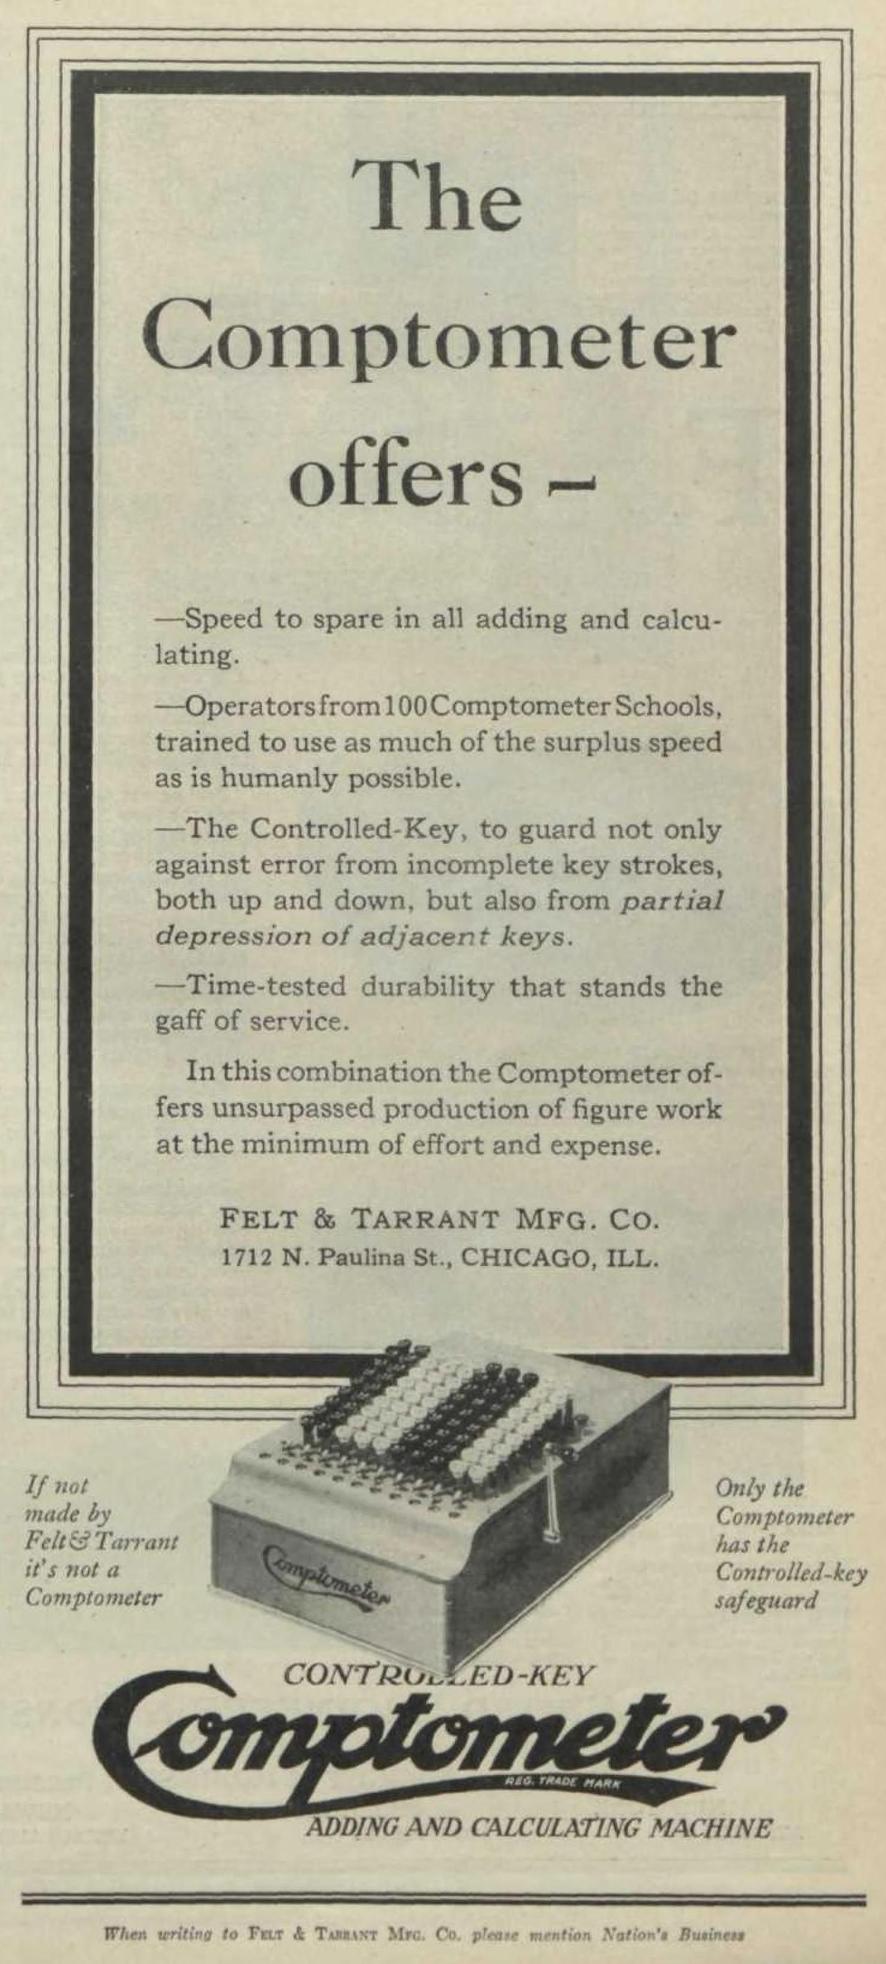 The
Comptometer
offers –
—Speed to spare in all adding and calcu-
lating.
—Operators from 100 Comptometer Schools,
trained to use as much of the surplus speed
as is humanly possible.
—The Controlled-Key, to guard not only
against error from incomplete key strokes,
both up and down, but also from partial
depression of adjacent keys.
—Time-tested durability that stands the
gaff of service.
In this combination the Comptometer of-
fers unsurpassed production of figure work
at the minimum of effort and expense.
FELT & TARRANT MFG. CO.
1712 N. Paulina St., CHICAGO, ILL.
If not
made by
Felt & Tarrant
it's not a
Comptometer
Comptometer
Only the
Comptometer
has the
Controlled-key
safeguard
CONTROLLED-KEY
Comptometer
REG. TRADE MARK
ADDING AND CALCULATING MACHINE
When writing to FELT & TARRANT MFG. CO. please mention Nation's Business